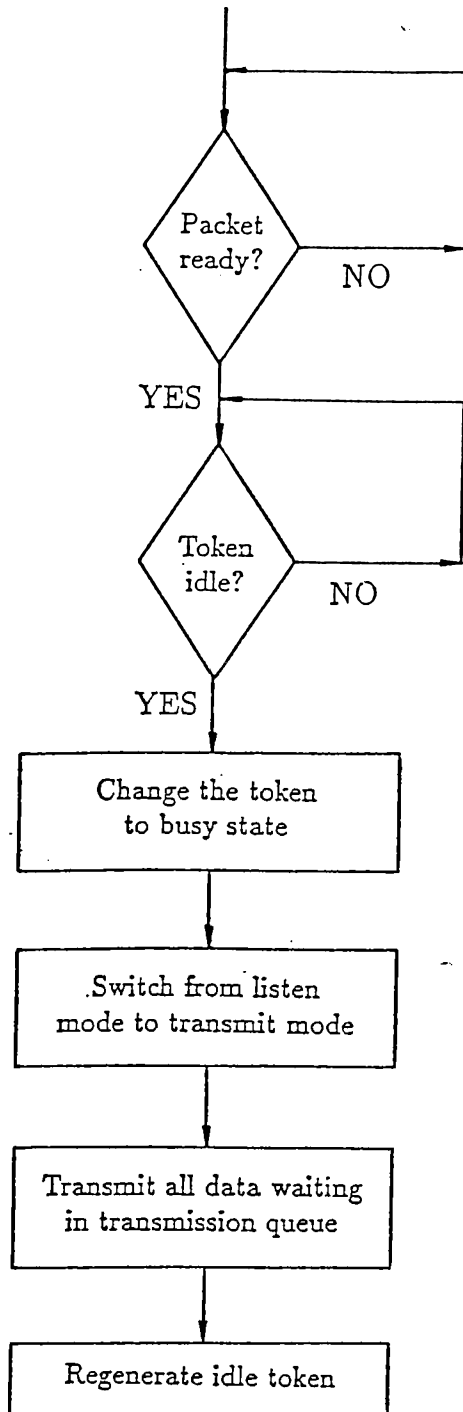 Packet
ready?
NO
YES
Token
idle?
NO
YES
Change the token
to busy state
Switch from listen
mode to transmit mode
Transmit all data waiting
in transmission queue
Regenerate idle token